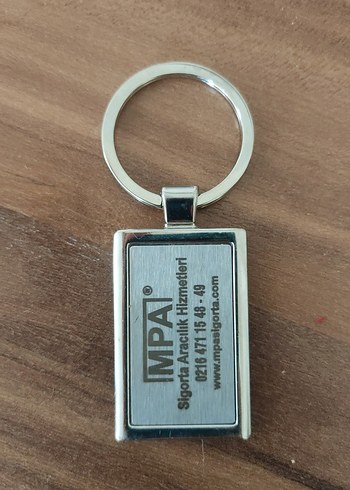 MPA®
Sigorta Aracılık Hizmetleri
0216 471 15 48 - 49
www.mpasigorta.com